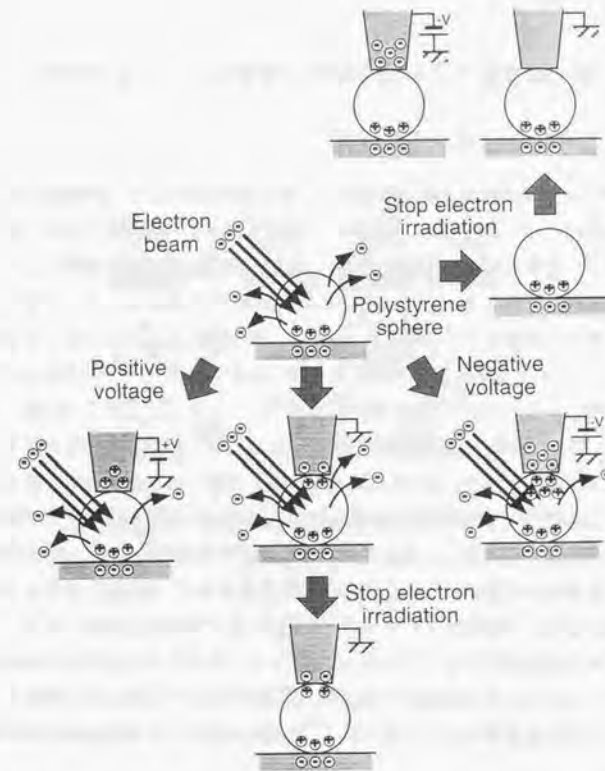 -V
Stop electron
irradiation
Electron
beam
Polystyrene
sphere
Positive
voltage
Negative
voltage
+V
-V
Stop electron
irradiation